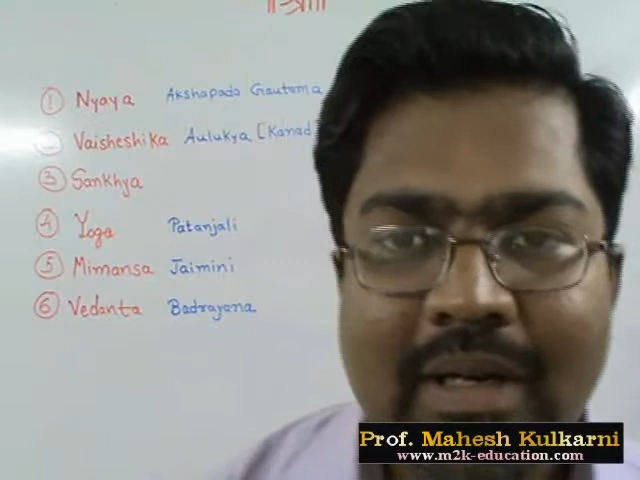 ① Nyaya Akshapada Gautama
② Vaisheshika Aulukya [Kanad]
③ Sankhya
④ Yoga Patanjali
⑤ Mimansa Jaimini
⑥ Vedanta Badrayana
Prof. Mahesh Kulkarni
www.m2k-education.com